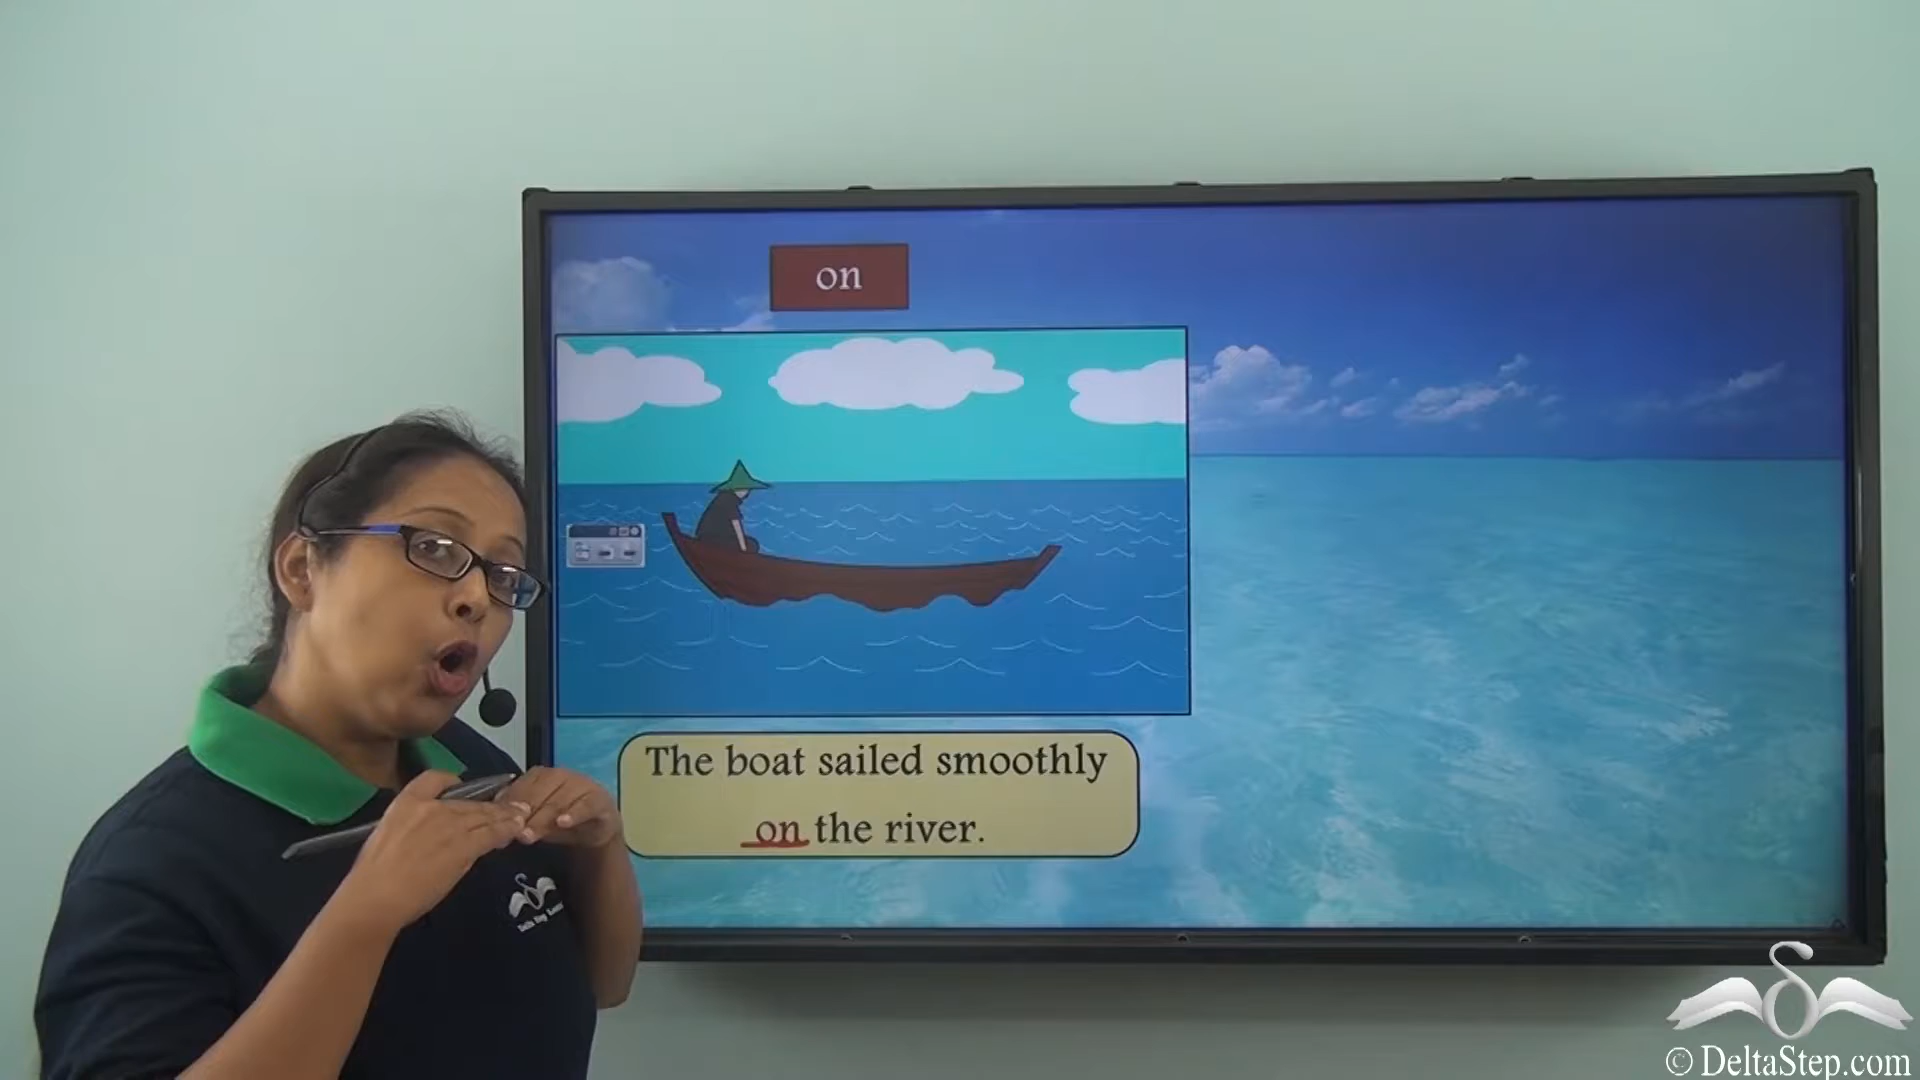 on
The boat sailed smoothly
on the river.
© DeltaStep.com